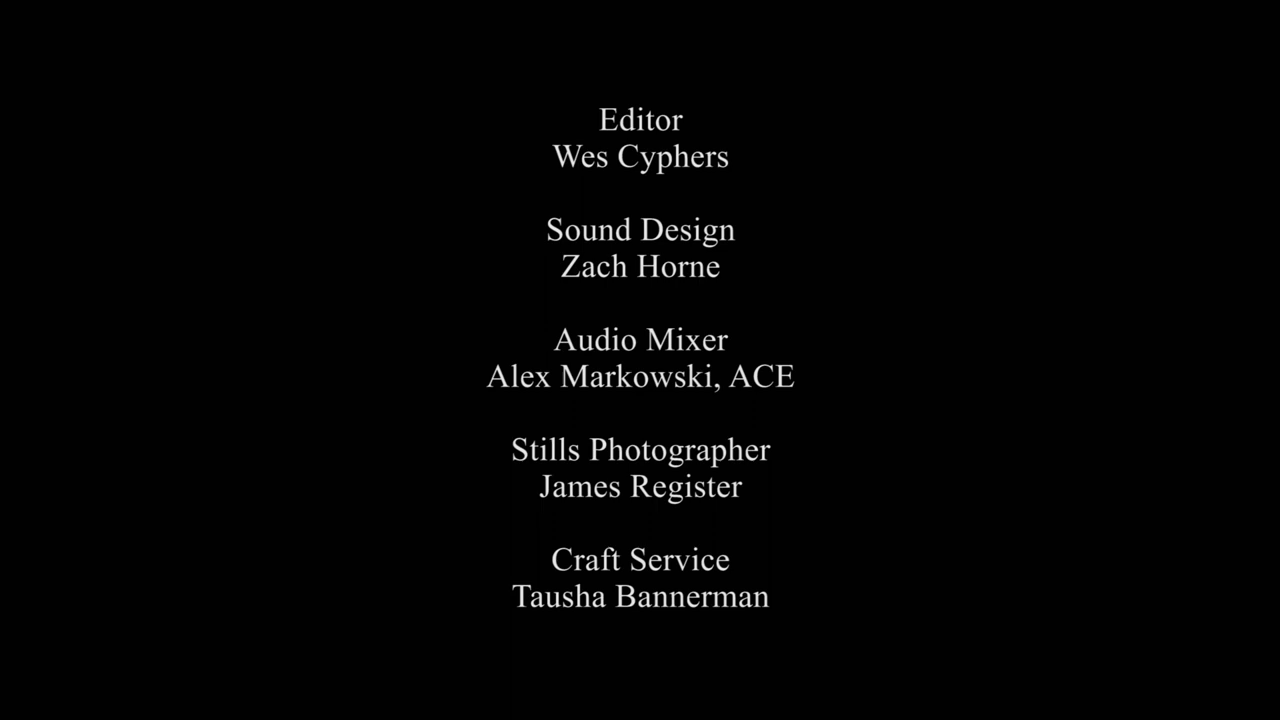 Editor
Wes Cyphers
Sound Design
Zach Horne
Audio Mixer
Alex Markowski, ACE
Stills Photographer
James Register
Craft Service
Tausha Bannerman